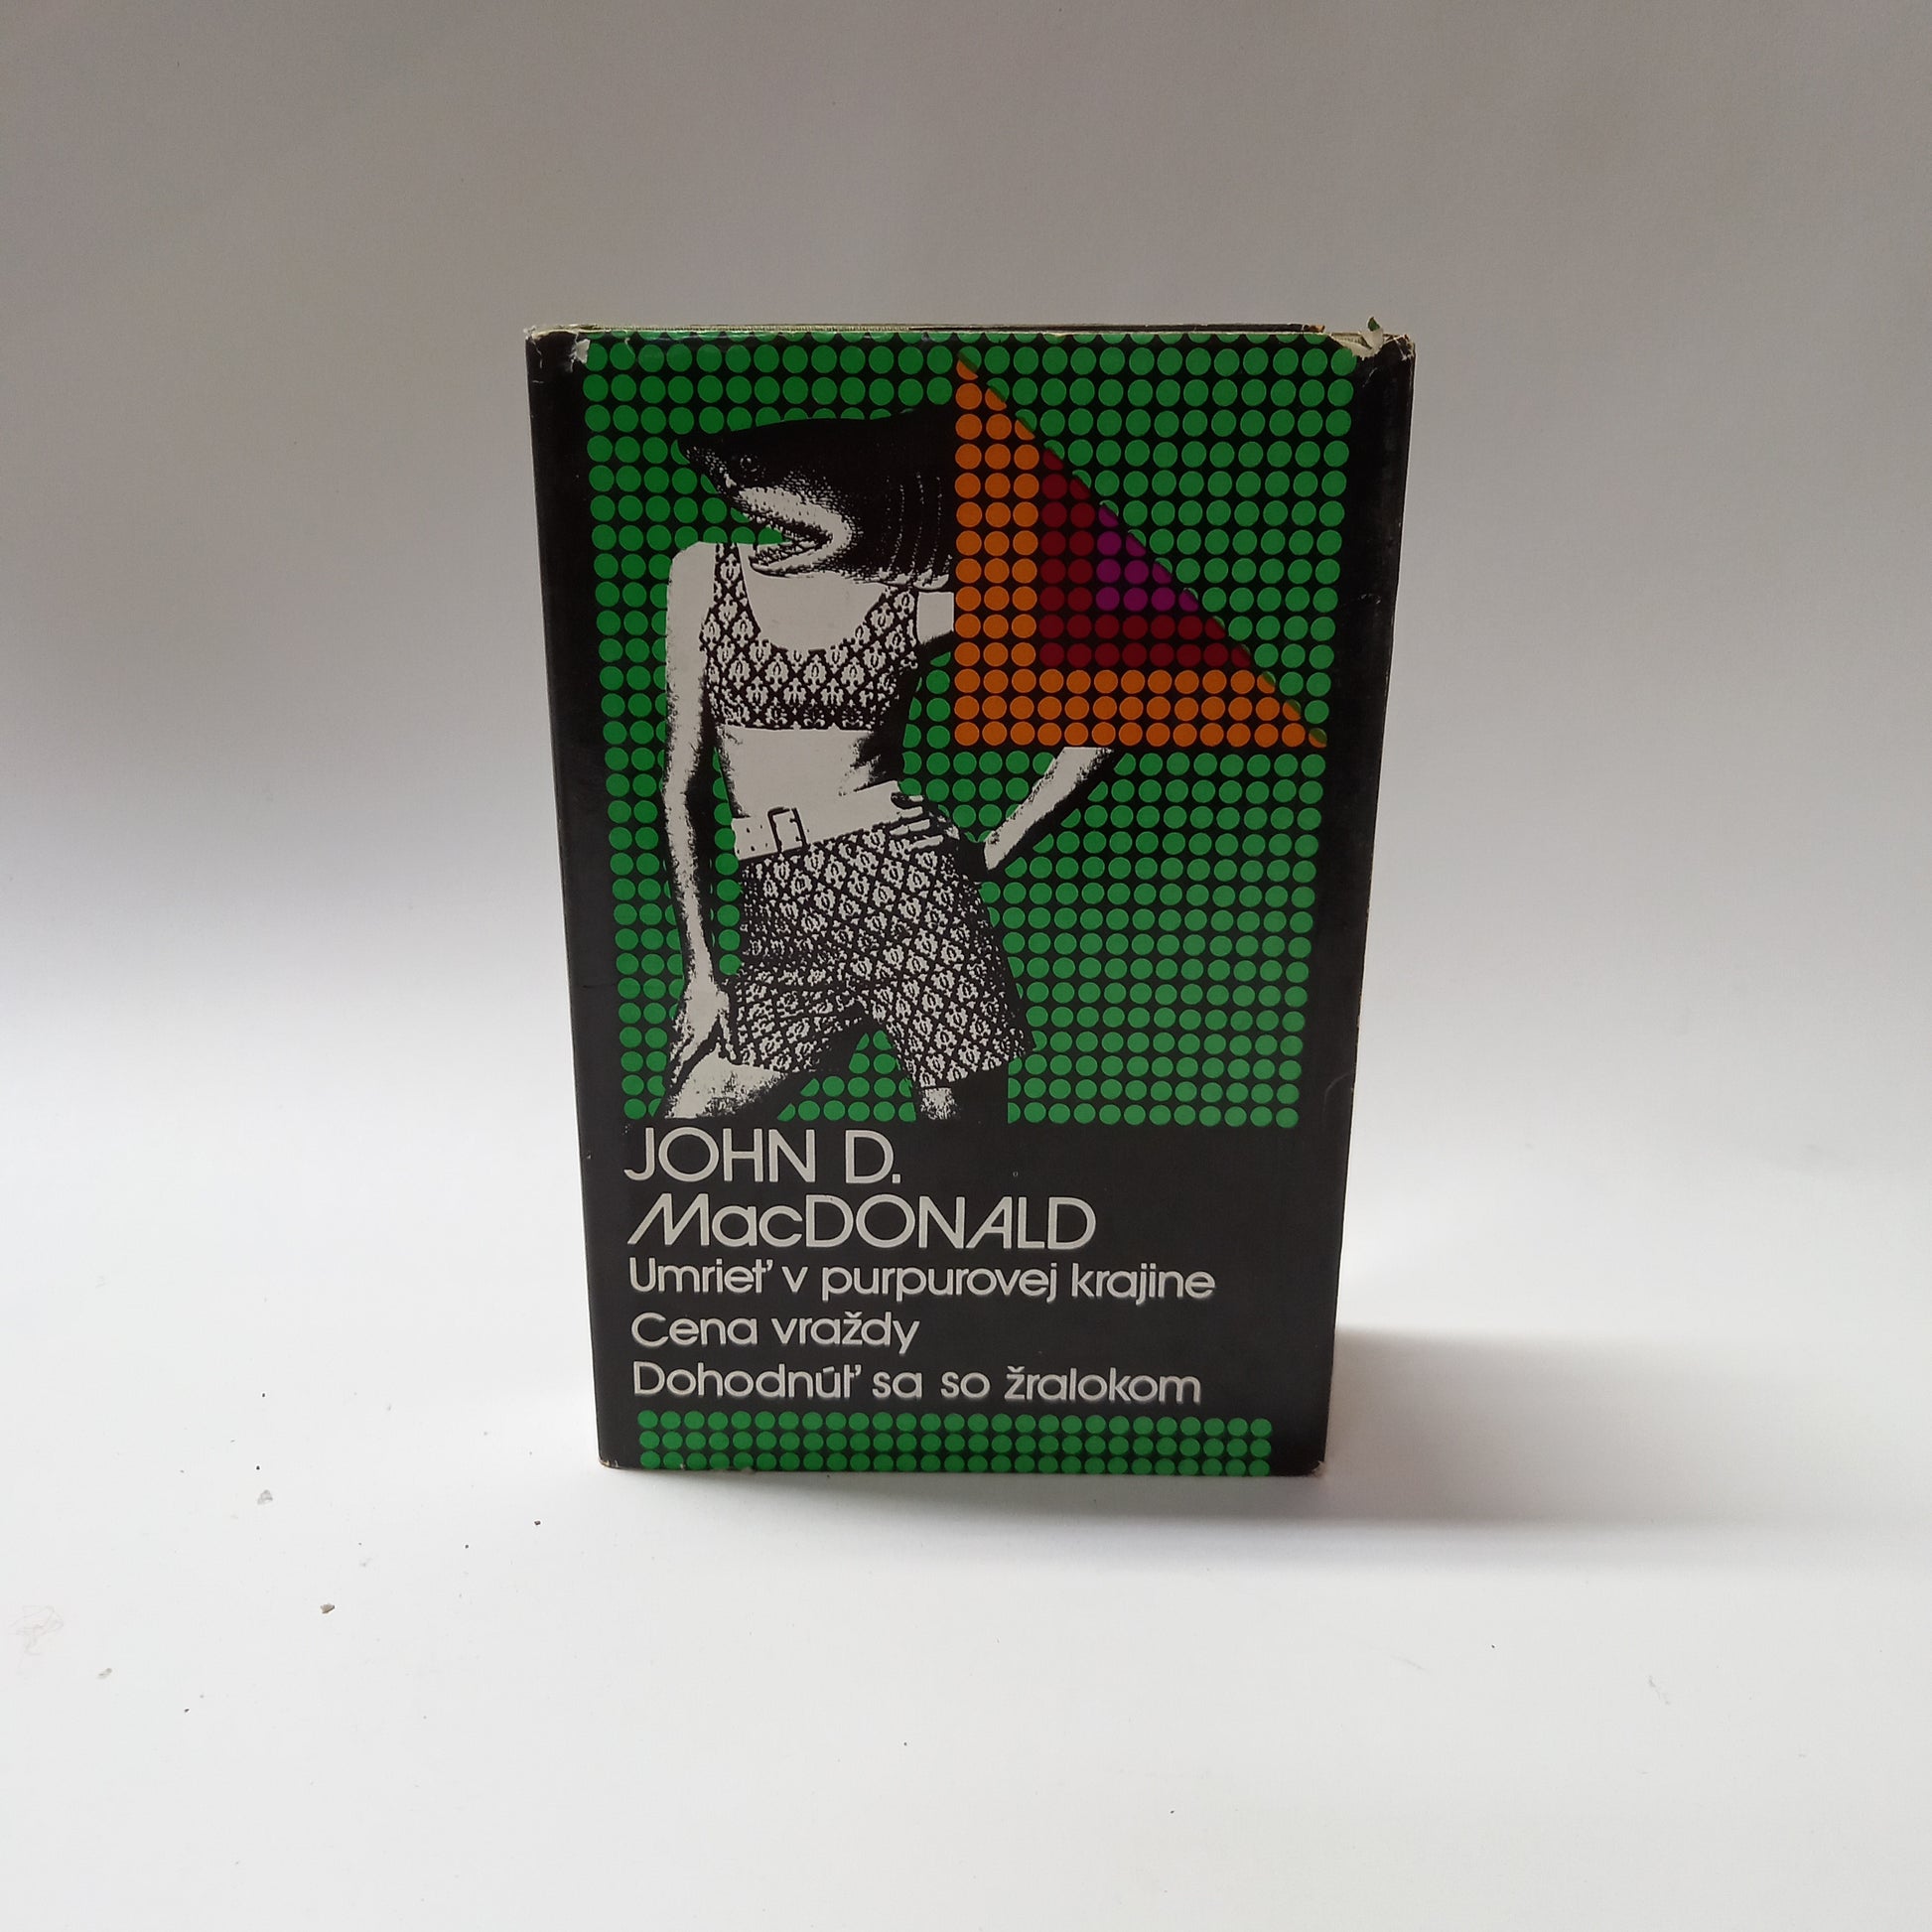 JOHN D.
MacDONALD
Umrieť v purpurovej krajine
Cena vraždy
Dohodnúť sa so žralokom